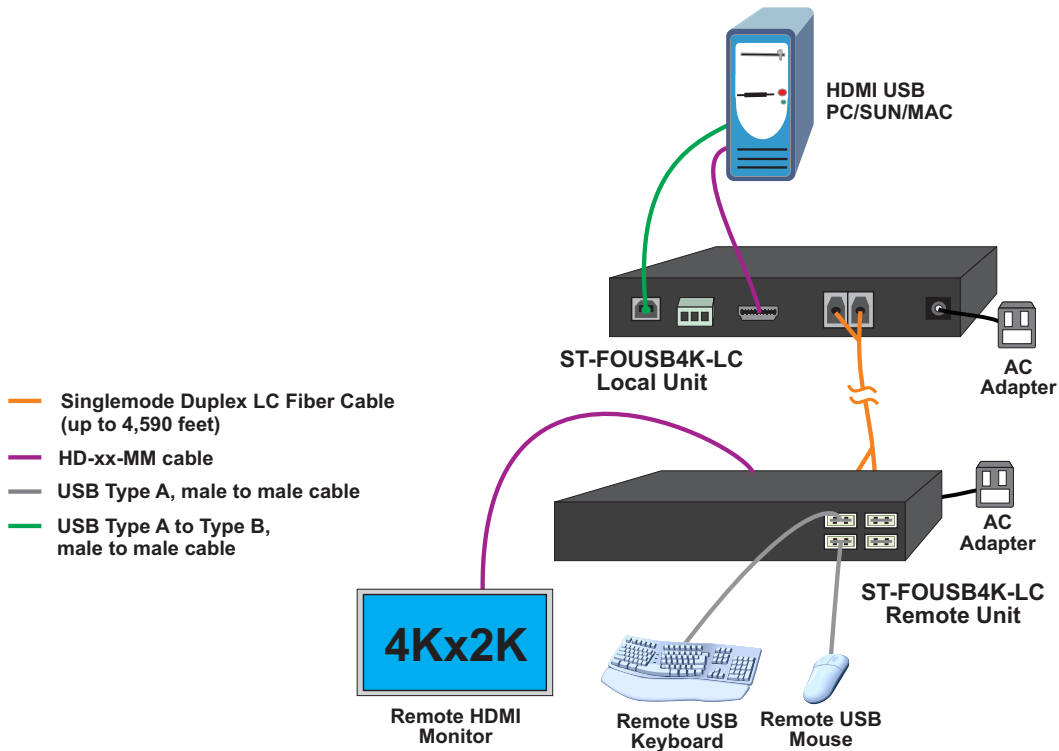 HDMI USB
PC/SUN/MAC
ST-FOUSB4K-LC
Local Unit
AC
Adapter
Singlemode Duplex LC Fiber Cable
(up to 4,590 feet)
HD-xx-MM cable
USB Type A, male to male cable
USB Type A to Type B,
male to male cable
AC
Adapter
ST-FOUSB4K-LC
Remote Unit
4Kx2K
Remote HDMI
Monitor
Remote USB
Keyboard
Remote USB
Mouse